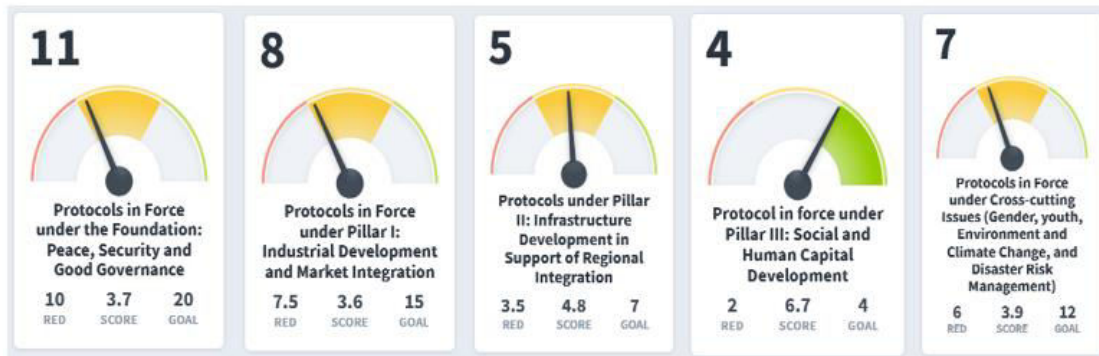 11
Protocols in Force
under the Foundation:
Peace, Security and
Good Governance
10 3.7 20
RED SCORE GOAL
8
Protocols in Force
under Pillar I:
Industrial Development
and Market Integration
7.5 3.6 15
RED SCORE GOAL
5
Protocols under Pillar
II: Infrastructure
Development in
Support of Regional
Integration
3.5 4.8 7
RED SCORE GOAL
4
Protocol in force under
Pillar III: Social and
Human Capital
Development
2 6.7 4
RED SCORE GOAL
7
Protocols in Force
under Cross-cutting
Issues (Gender, youth,
Environment and
Climate Change, and
Disaster Risk
Management)
6 3.9 12
RED SCORE GOAL